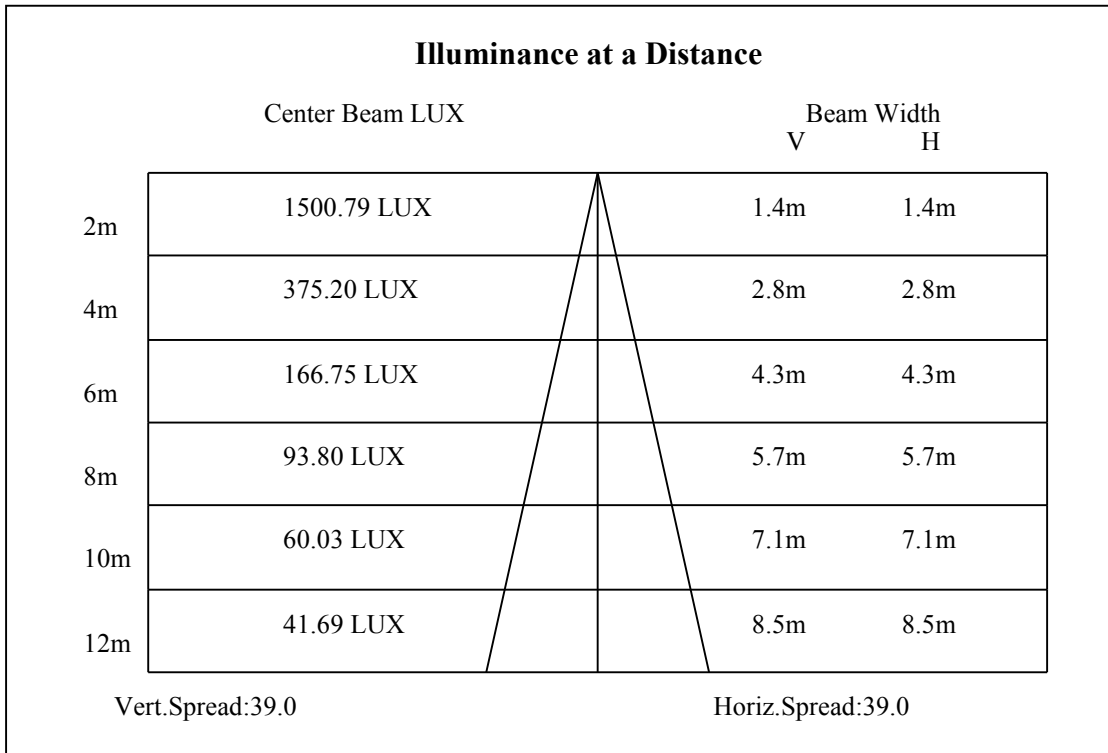 Illuminance at a Distance
Center Beam LUX Beam Width
V H
2m 1500.79 LUX 1.4m 1.4m
4m 375.20 LUX 2.8m 2.8m
6m 166.75 LUX 4.3m 4.3m
8m 93.80 LUX 5.7m 5.7m
10m 60.03 LUX 7.1m 7.1m
12m 41.69 LUX 8.5m 8.5m
Vert.Spread:39.0 Horiz.Spread:39.0